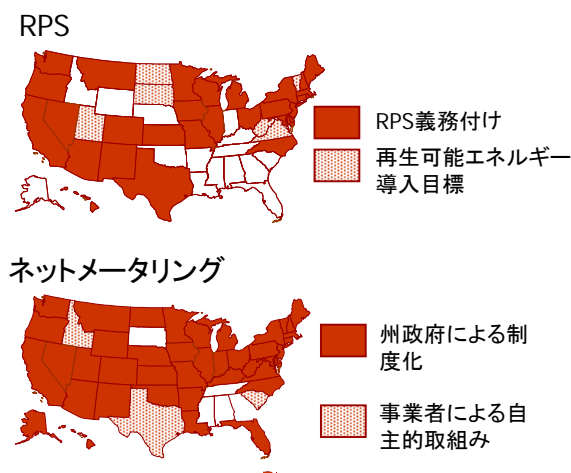 RPS
RPS義務付け
再生可能エネルギー
導入目標
ネットメータリング
州政府による制
度化
事業者による自
主的取組み